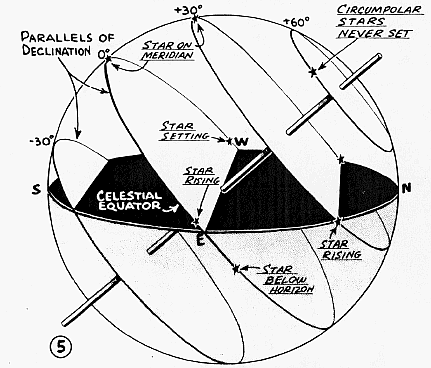 CIRCUMPOLAR
STARS
NEVER SET
+30°
+60°
PARALLELS OF
DECLINATION
0°
STAR ON
MERIDIAN
-30°
STAR
SETTING
W
STAR
RISING
S
N
CELESTIAL
EQUATOR
E
STAR
RISING
STAR
BELOW
HORIZON
5